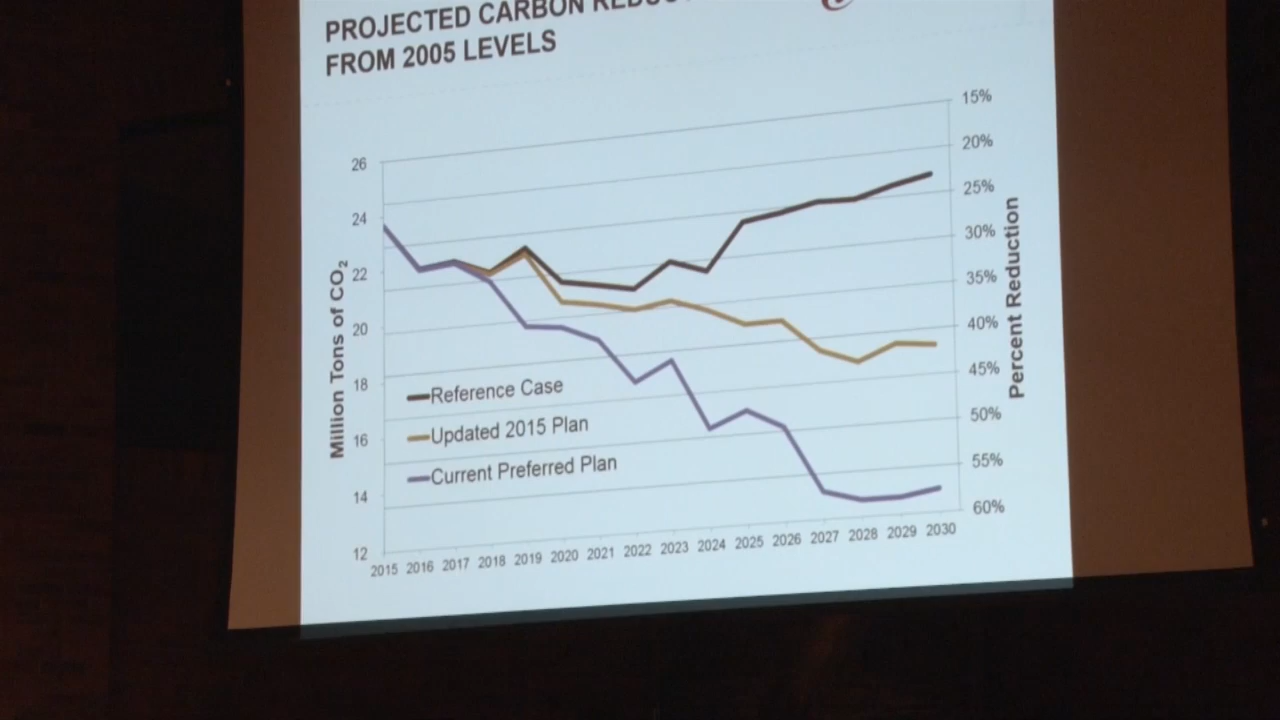 PROJECTED CARBON
FROM 2005 LEVELS
Million Tons of CO₂
26
24
22
20
18
16
14
12
Reference Case
Updated 2015 Plan
Current Preferred Plan
2015 2016 2017 2018 2019 2020 2021 2022 2023 2024 2025 2026 2027 2028 2029 2030
15%
20%
25%
30%
35%
40%
45%
50%
55%
60%
Percent Reduction